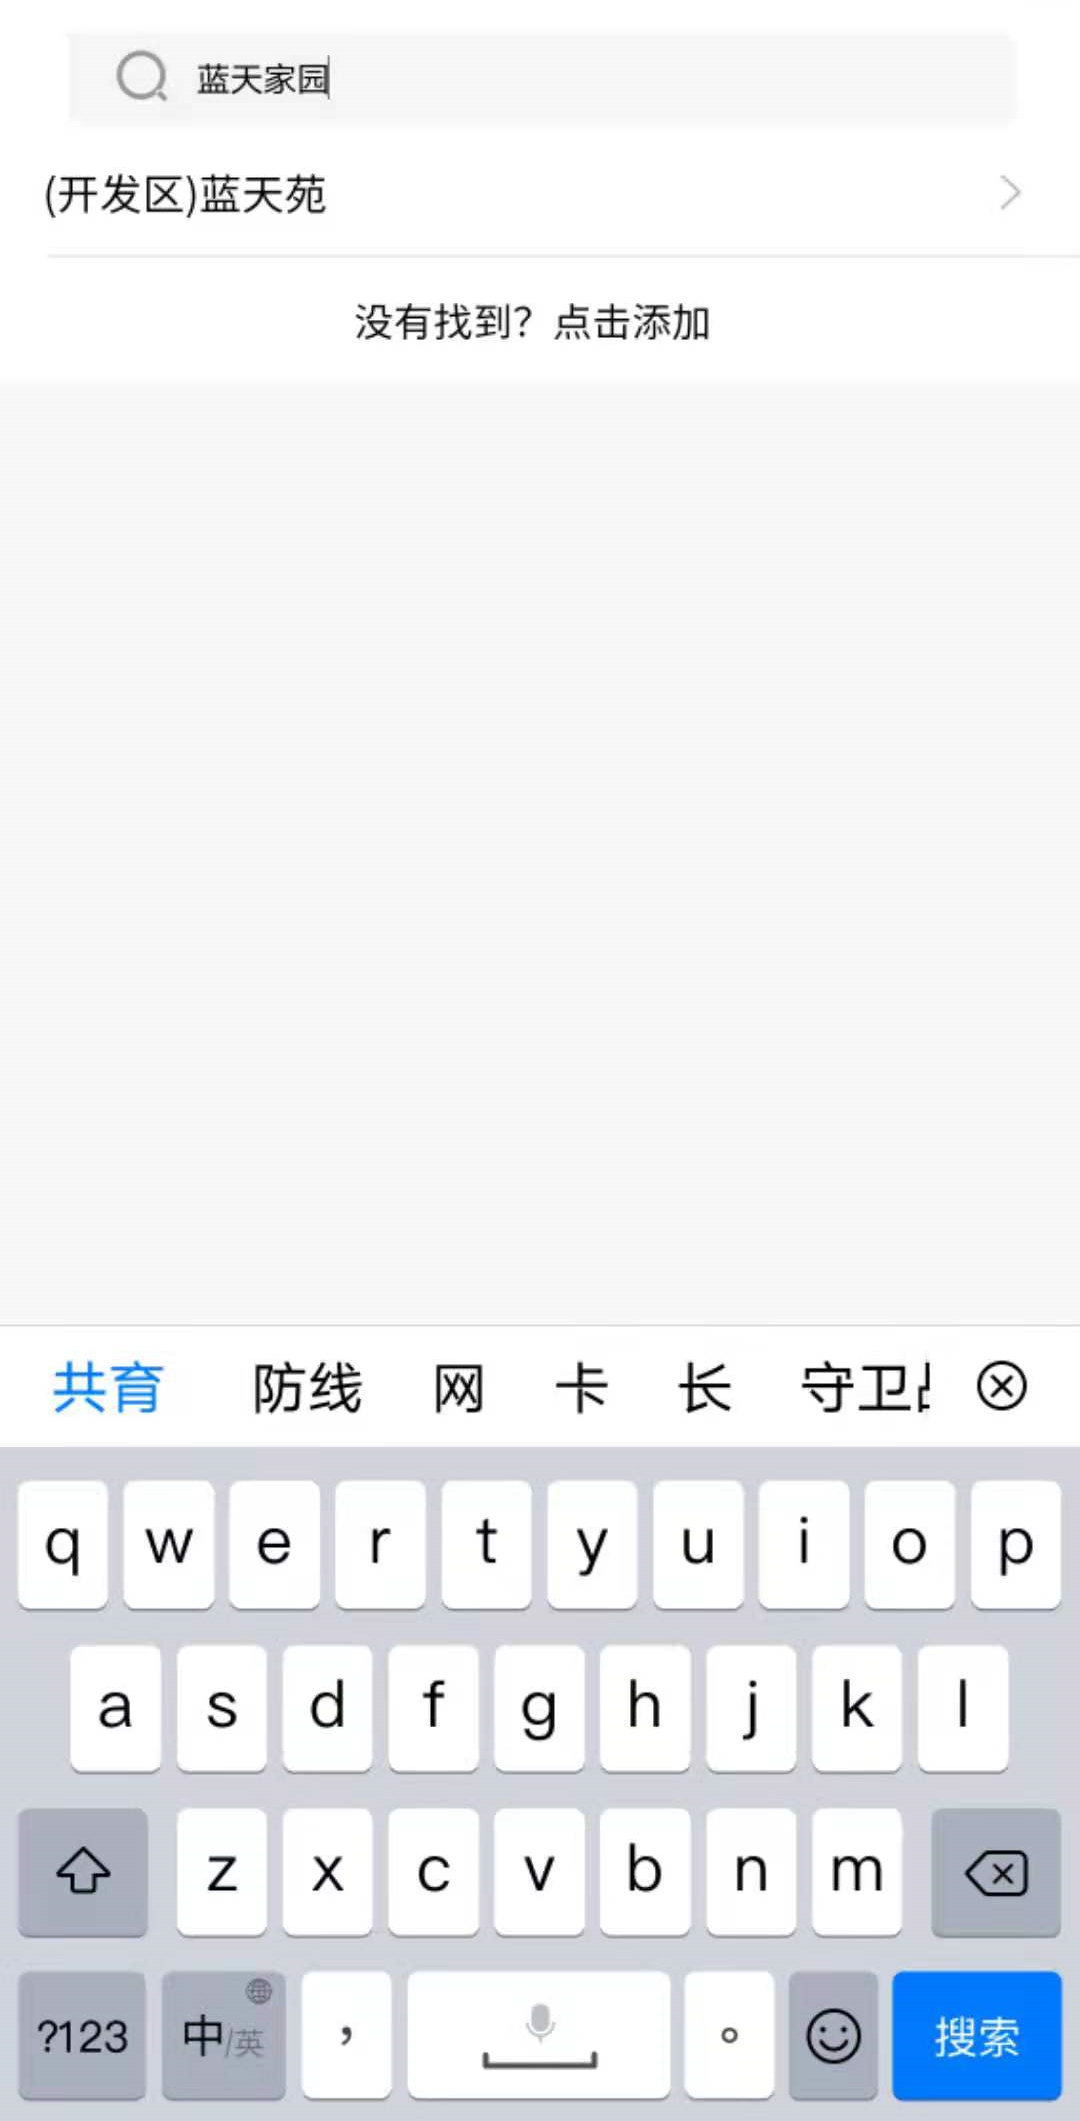 蓝天家园
(开发区)蓝天苑
没有找到？点击添加
共育 防线 网 卡 长 守卫
q w e r t y u i o p
a s d f g h j k l
z x c v b n m
?123 中/英 ， 。 搜索